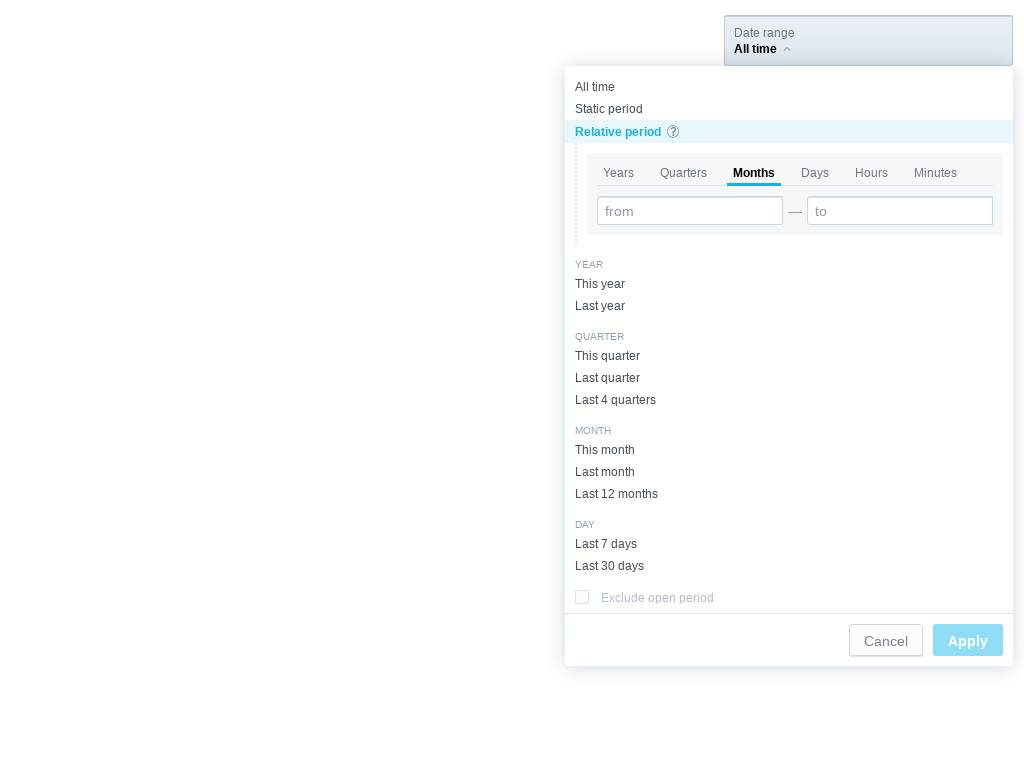 Date range
All time
All time
Static period
Relative period ?
Years Quarters Months Days Hours Minutes
from — to
YEAR
This year
Last year
QUARTER
This quarter
Last quarter
Last 4 quarters
MONTH
This month
Last month
Last 12 months
DAY
Last 7 days
Last 30 days
Exclude open period
Cancel Apply